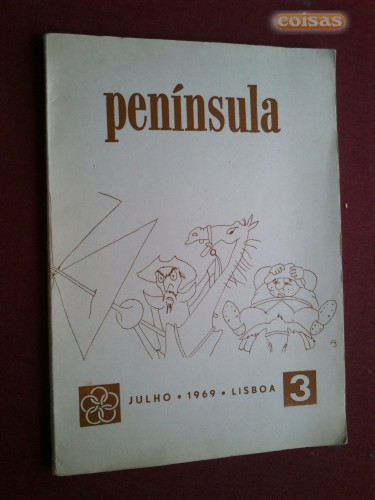 coisas
península
JULHO • 1969 • LISBOA 3